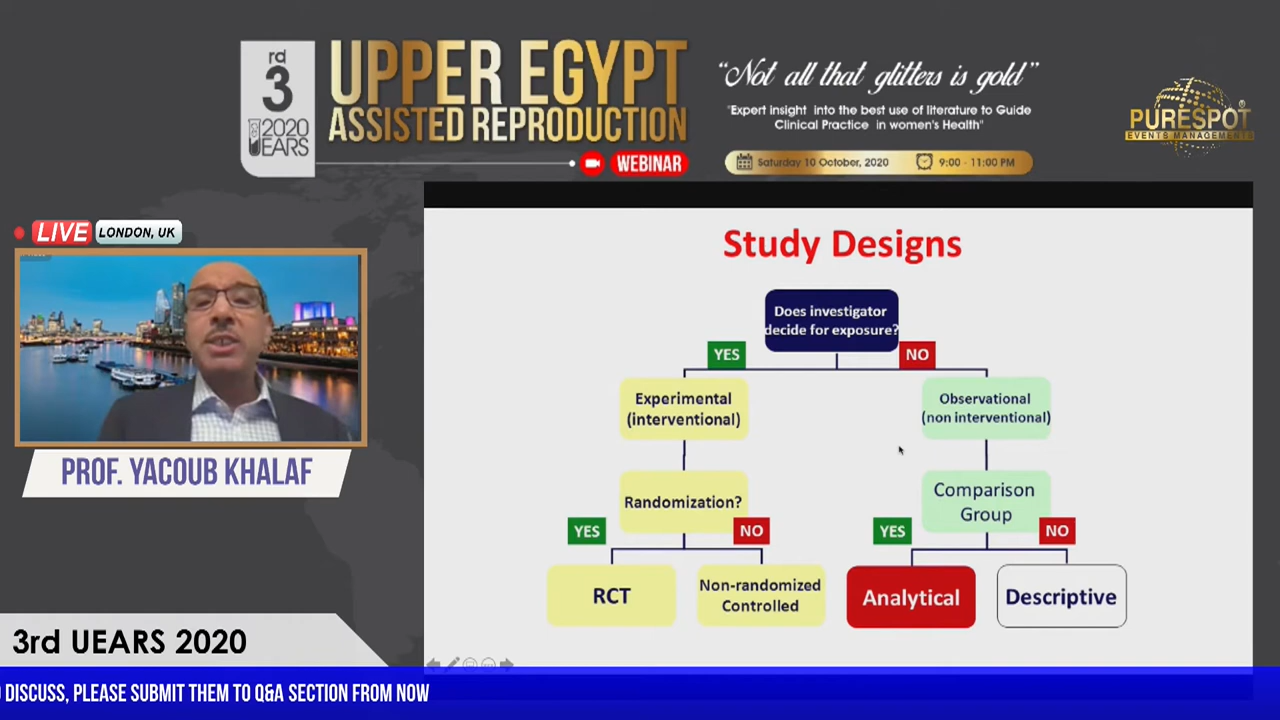 rd
3
2020
UEARS
UPPER EGYPT
ASSISTED REPRODUCTION
WEBINAR
“Not all that glitters is gold”
"Expert insight into the best use of literature to Guide
Clinical Practice in women's Health"
Saturday 10 October, 2020
9:00 - 11:00 PM
PURESPOT®
EVENTS MANAGEMENTS
LIVE
LONDON, UK
PROF. YACOUB KHALAF
Study Designs
Does investigator
decide for exposure?
YES
NO
Experimental
(interventional)
Observational
(non interventional)
Randomization?
Comparison
Group
YES
NO
YES
NO
RCT
Non-randomized
Controlled
Analytical
Descriptive
3rd UEARS 2020
DISCUSS, PLEASE SUBMIT THEM TO Q&A SECTION FROM NOW